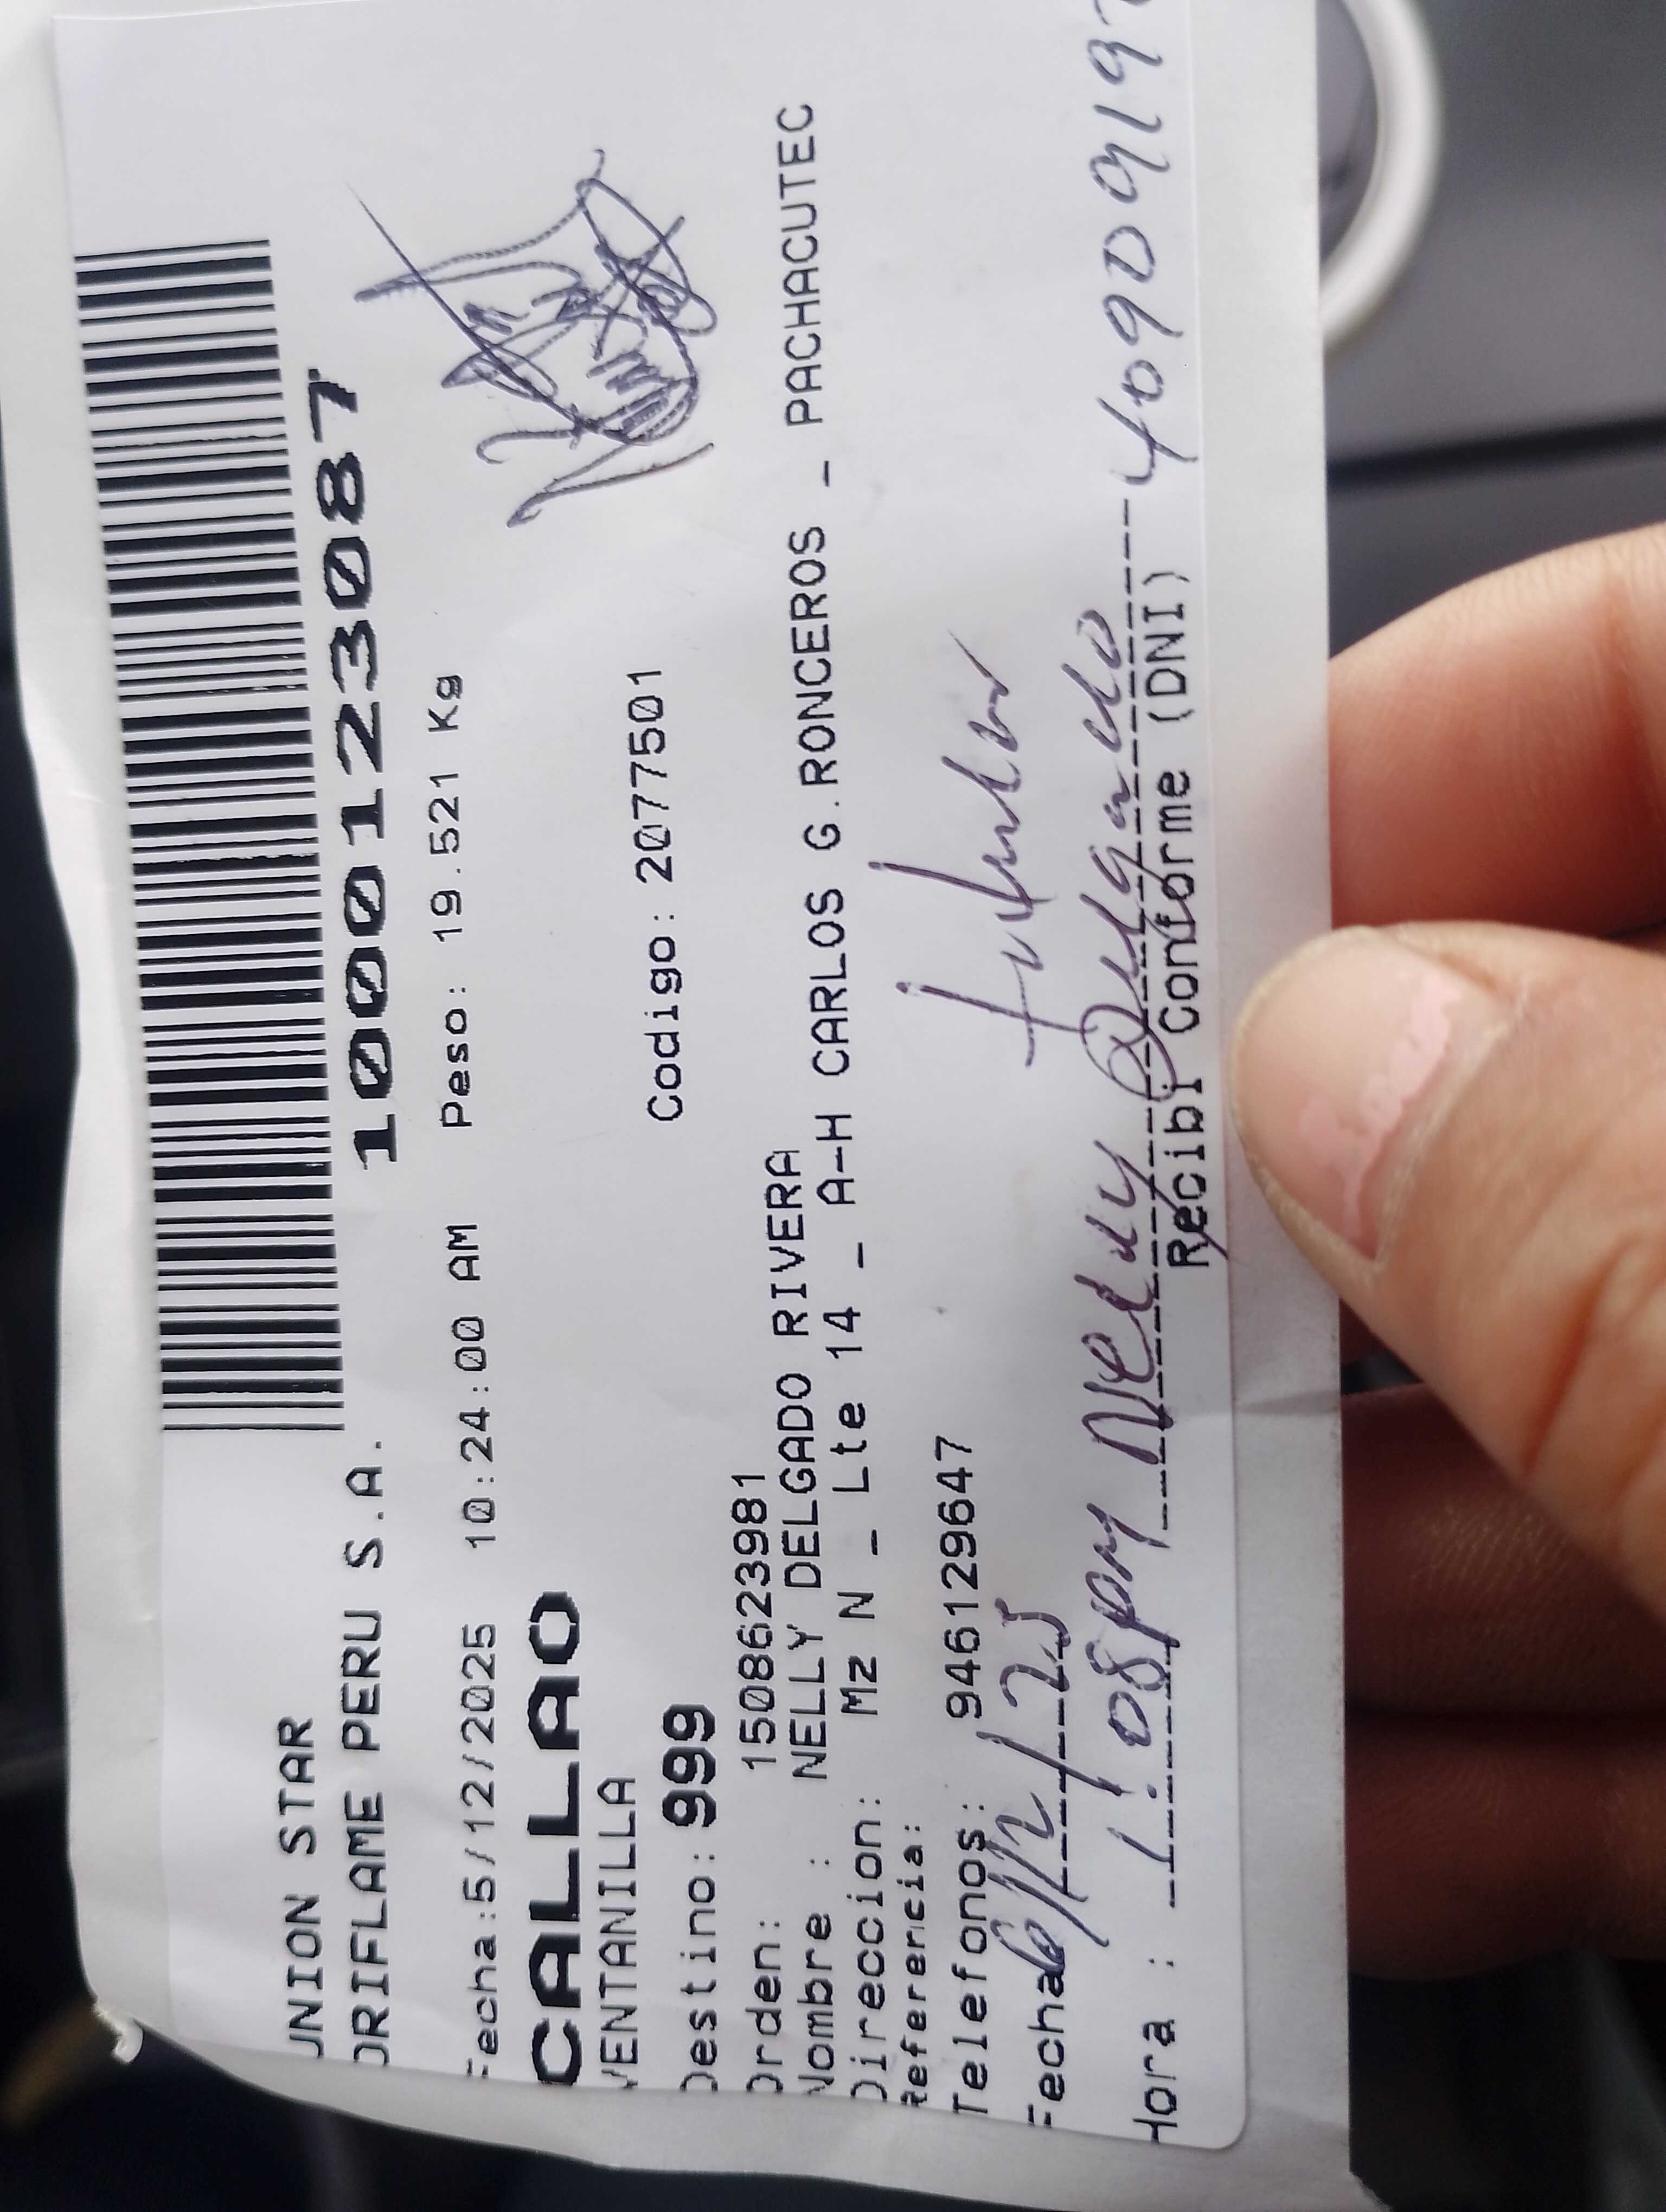 UNION STAR
ORIFLAME PERU S.A.
1000123087
Fecha:5/12/2025 10:24:00 AM Peso: 19.521 Kg
CALLAO
VENTANILLA
Destino: 999 Codigo: 2077501
Orden: 1508623981
Nombre : NELLY DELGADO RIVERA
Direccion: Mz N _ Lte 14 _ A-H CARLOS G.RONCEROS - PACHACUTEC
Referencia:
Telefonos: 946129647
Fecha 6/12/25
Hora : 1:08pm Nelly Delgado 4090919
Recibi Conforme (DNI)